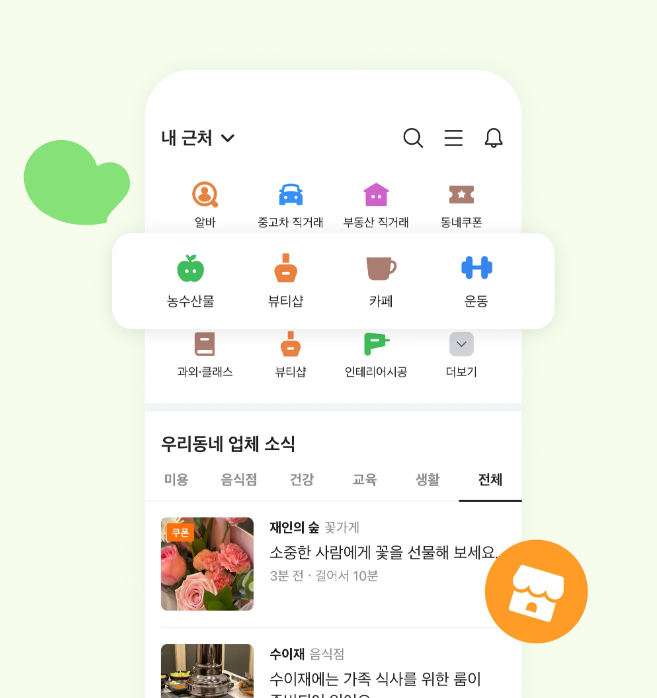 내 근처
알바 중고차 직거래 부동산 직거래 동네쿠폰
농수산물 뷰티샵 카페 운동
과외·클래스 뷰티샵 인테리어시공 더보기
우리동네 업체 소식
미용 음식점 건강 교육 생활 전체
쿠폰
재인의 숲 꽃가게
소중한 사람에게 꽃을 선물해 보세요.
3분 전 · 걸어서 10분
수이재 음식점
수이재에는 가족 식사를 위한 룸이